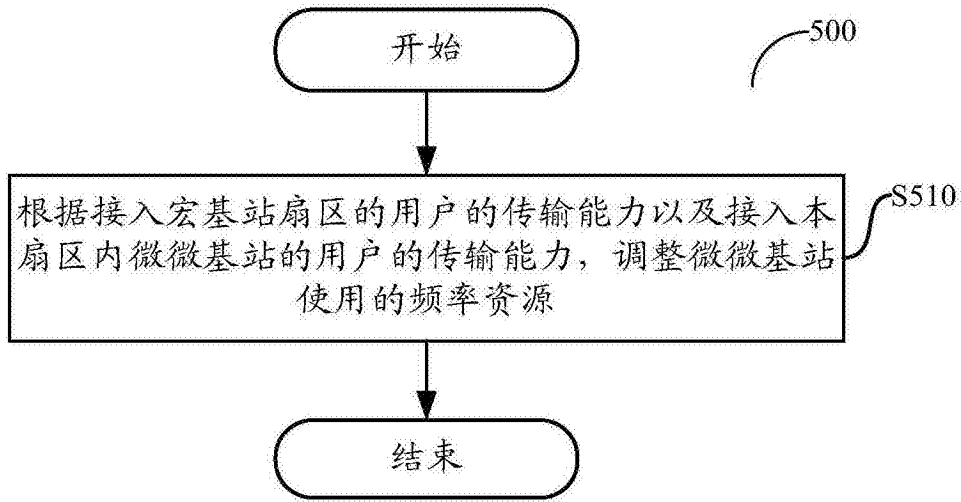 开始
500
根据接入宏基站扇区的用户的传输能力以及接入本
扇区内微微基站的用户的传输能力，调整微微基站
使用的频率资源
S510
结束